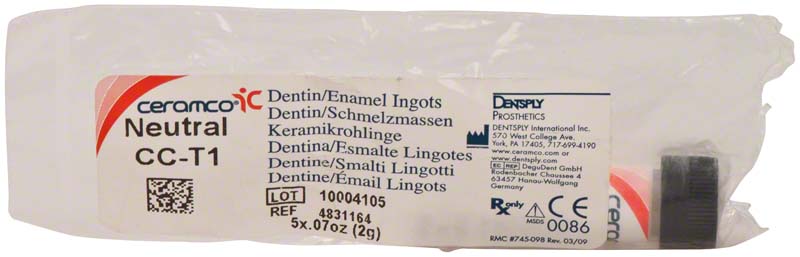 ceramco iC
Neutral
CC-T1
Dentin/Enamel Ingots
Dentin/Schmelzmassen
Keramikrohlinge
Dentina/Esmalte Lingotes
Dentine/Smalti Lingotti
Dentine/Émail Lingots
LOT 10004105
REF 4831164
5x.07oz (2g)
DENTSPLY
PROSTHETICS
DENTSPLY International Inc.
570 West College Ave.
York, PA 17405, 717-699-4190
www.ceramco.com or
www.dentsply.com
EC REP DeguDent GmbH
Rodenbacher Chaussee 4
63457 Hanau-Wolfgang
Germany
Rx only
MSDS
CE
0086
RMC #745-098 Rev. 03/09
ceramco